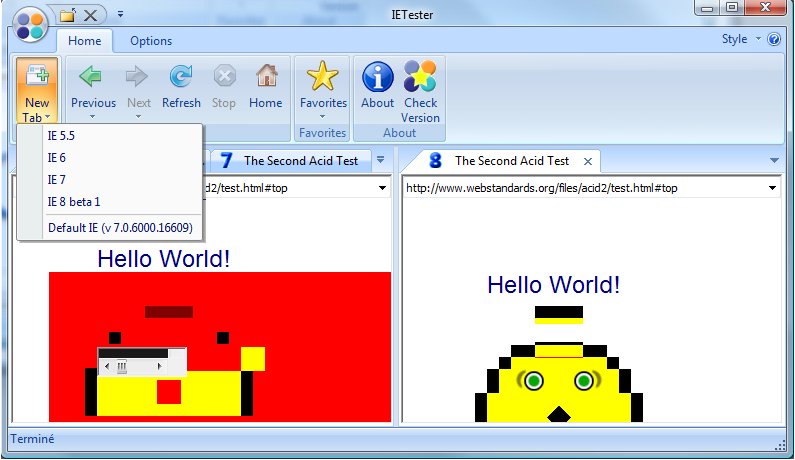 IETester
Home Options Style
New Tab
Previous Next Refresh Stop Home
Favorites
About Check Version
Favorites About
IE 5.5
IE 6
IE 7
IE 8 beta 1
Default IE (v 7.0.6000.16609)
7 The Second Acid Test
8 The Second Acid Test
cid2/test.html#top
http://www.webstandards.org/files/acid2/test.html#top
Hello World!
Hello World!
Terminé